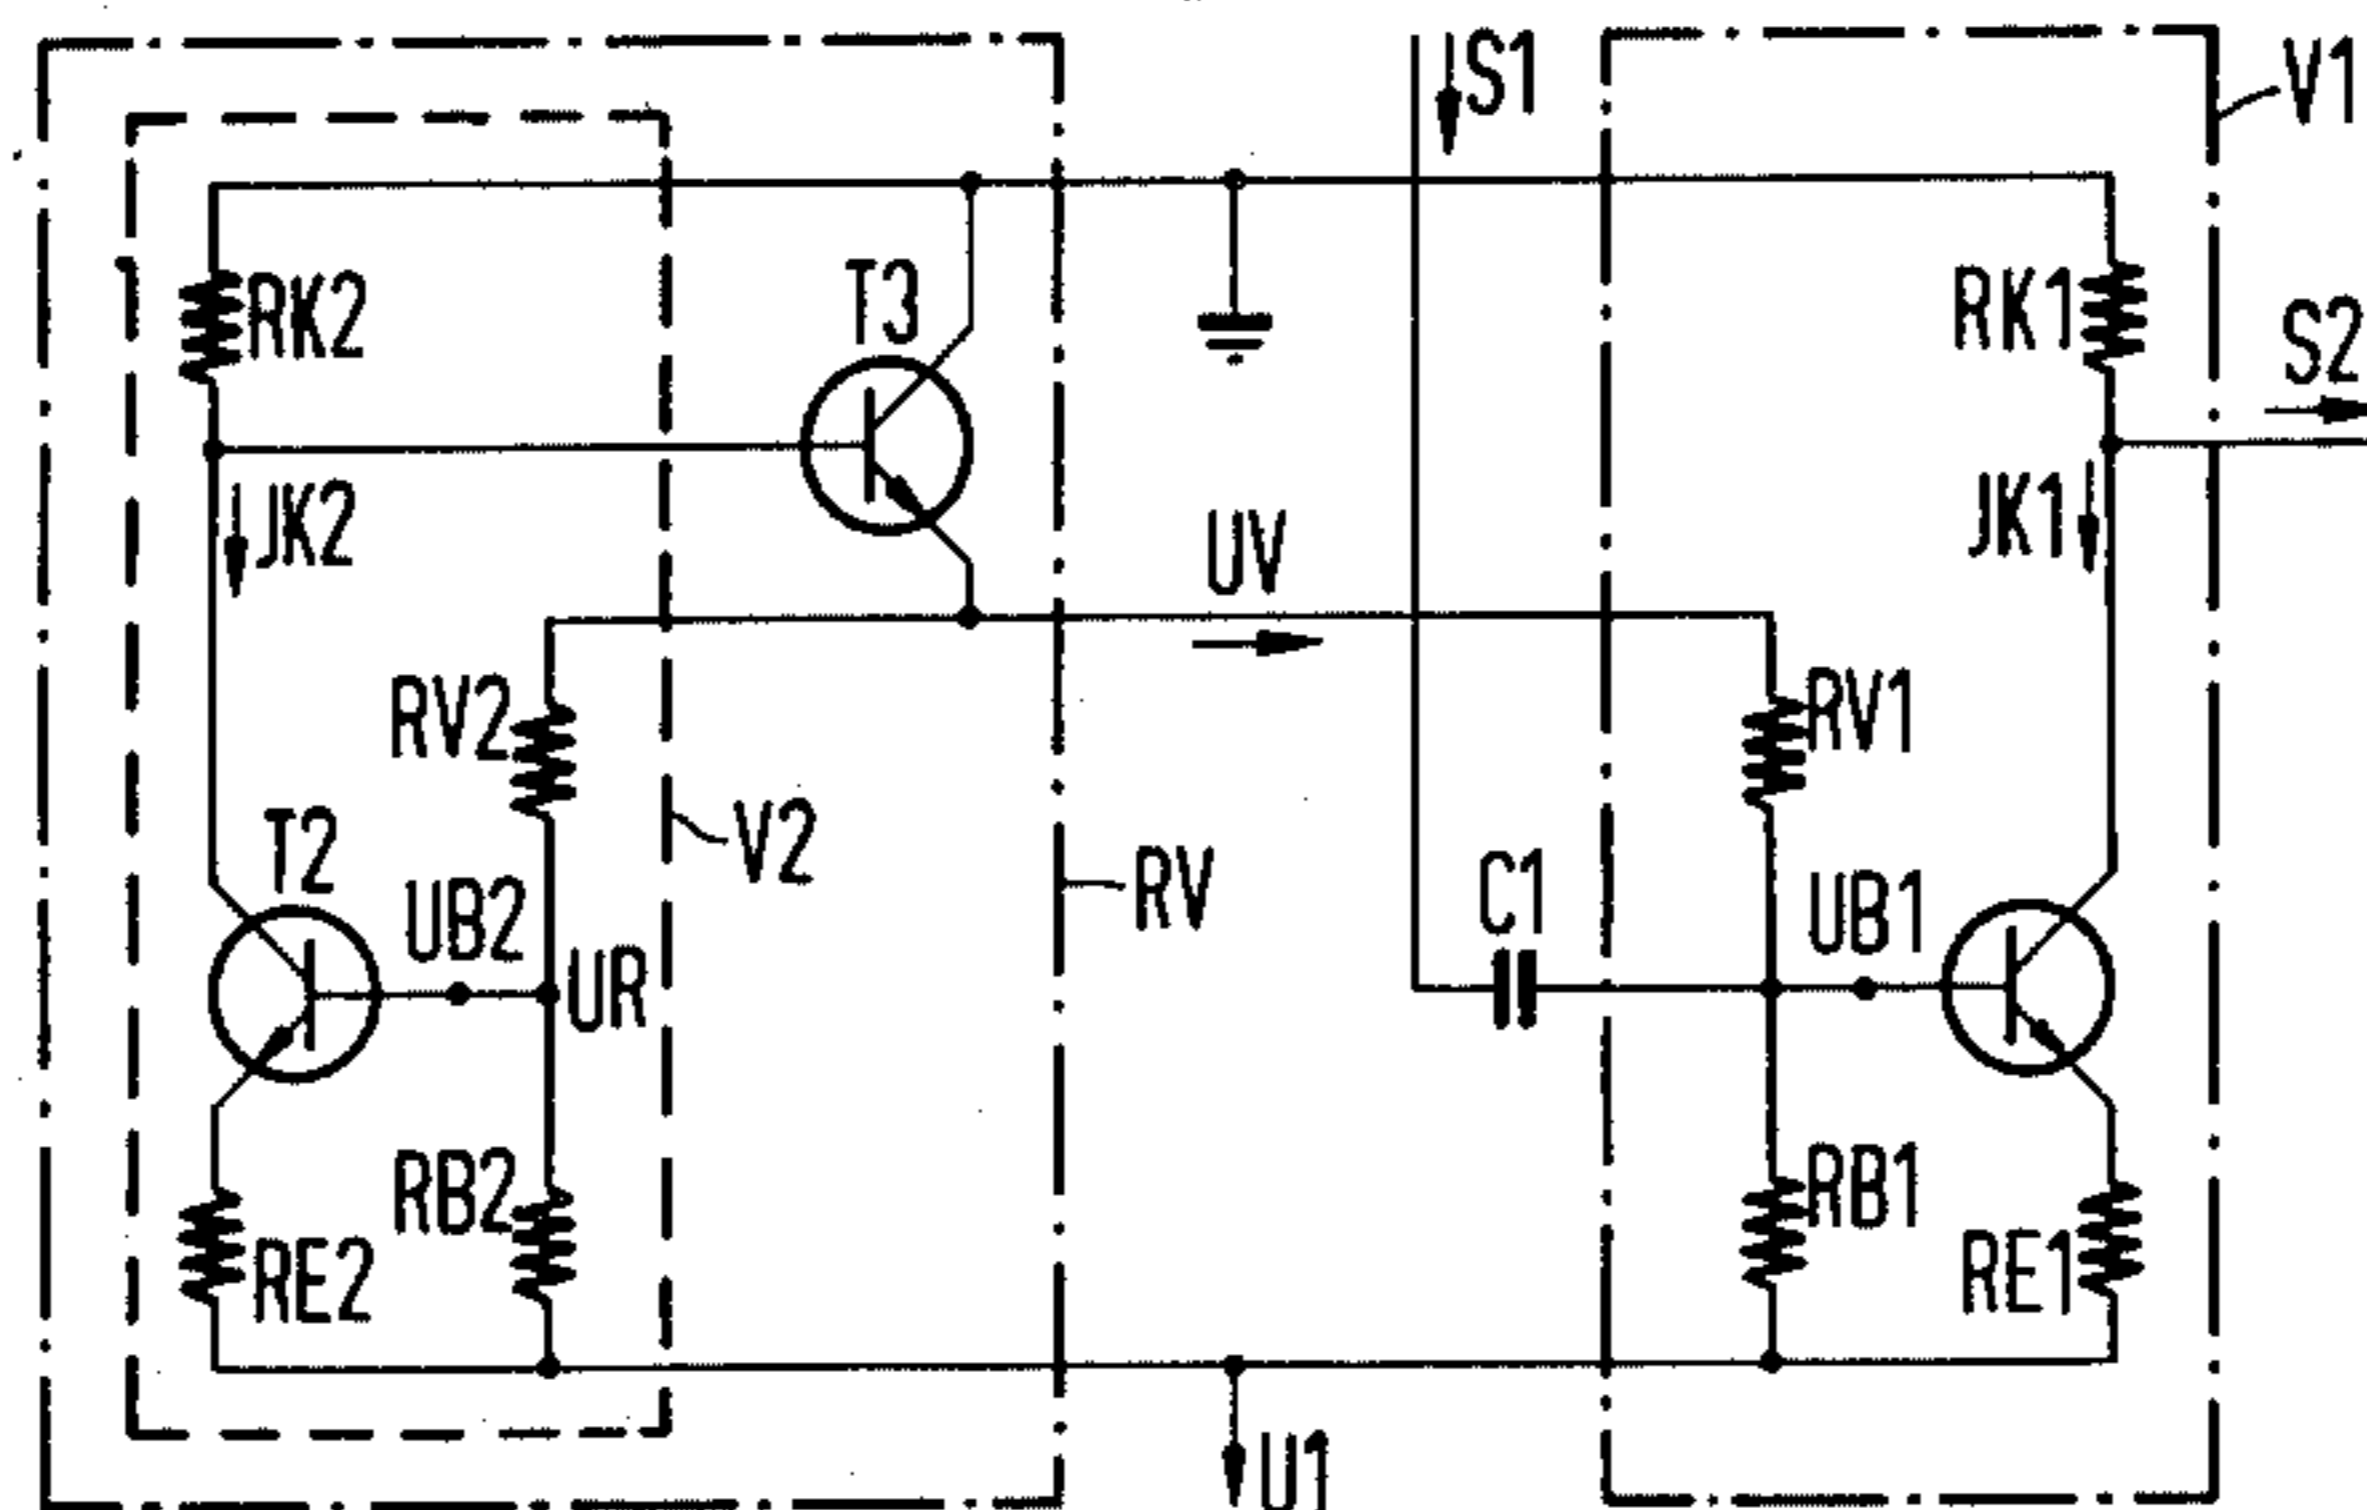 S1
V1
RK2
T3
RK1
S2
JK2
UV
JK1
RV2
RV1
T2
V2
UB2
RV
C1
UB1
UR
RB2
RB1
RE2
RE1
U1